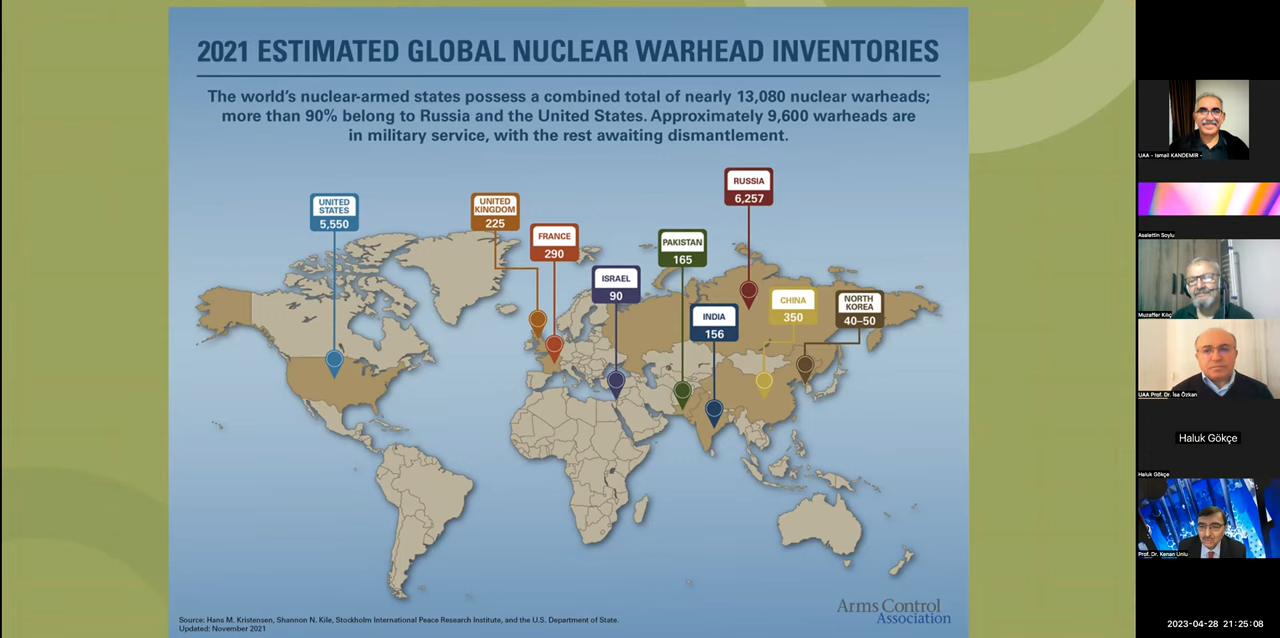 2021 ESTIMATED GLOBAL NUCLEAR WARHEAD INVENTORIES
The world's nuclear-armed states possess a combined total of nearly 13,080 nuclear warheads;
more than 90% belong to Russia and the United States. Approximately 9,600 warheads are
in military service, with the rest awaiting dismantlement.
RUSSIA
6,257
UNITED
STATES
5,550
UNITED
KINGDOM
225
FRANCE
290
PAKISTAN
165
ISRAEL
90
INDIA
156
CHINA
350
NORTH
KOREA
40–50
Arms Control
Association
Source: Hans M. Kristensen, Shannon N. Kile, Stockholm International Peace Research Institute, and the U.S. Department of State.
Updated: November 2021
UAA - Ismail KANDEMIR -
Asalettin Soylu
Muzaffer Kılıç
UAA Prof. Dr. İsa Özkan
Haluk Gökçe
Haluk Gökçe
Prof. Dr. Kenan Unlu
2023-04-28 21:25:08